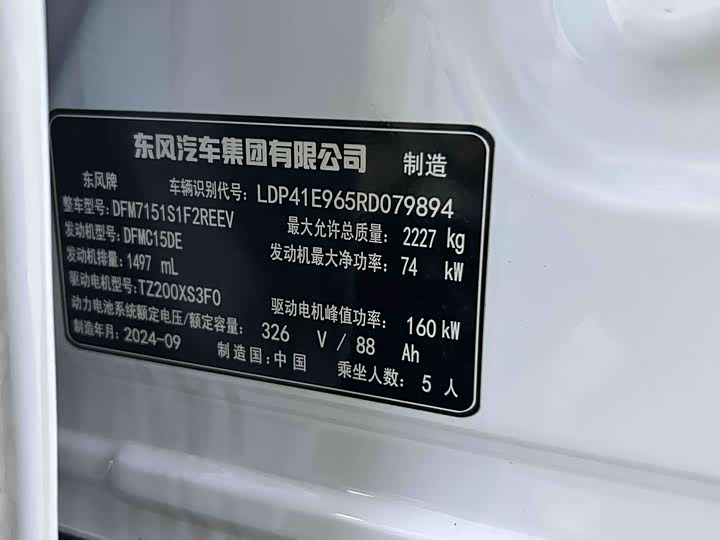 东风汽车集团有限公司 制造
东风牌 车辆识别代号: LDP41E965RD079894
整车型号: DFM7151S1F2REEV 最大允许总质量: 2227 kg
发动机型号: DFMC15DE 发动机最大净功率: 74 kW
发动机排量: 1497 mL
驱动电机型号: TZ200XS3F0 驱动电机峰值功率: 160 kW
动力电池系统额定电压/额定容量: 326 V / 88 Ah
制造年月: 2024-09 制造国: 中国 乘坐人数: 5 人